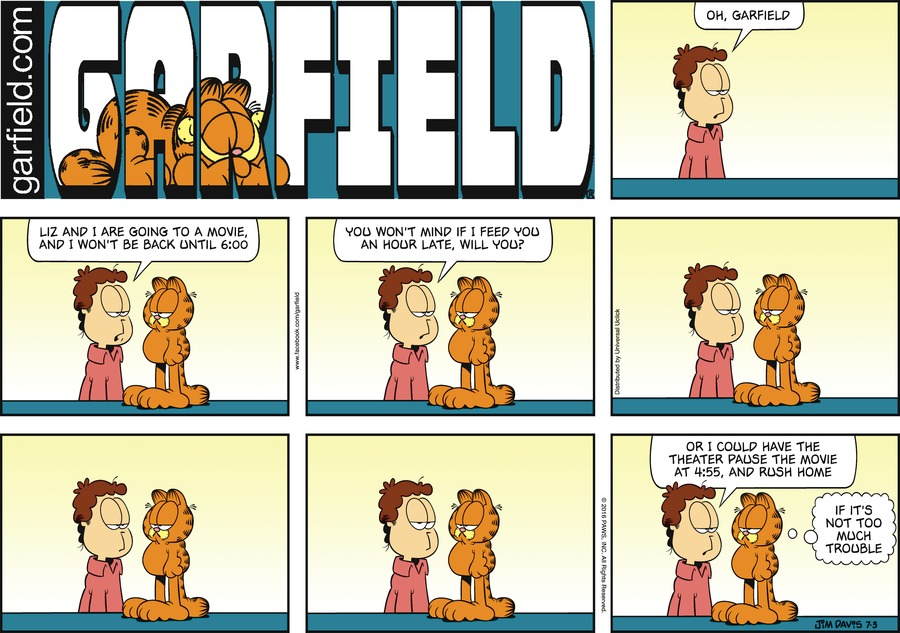 garfield.com
GARFIELD
OH, GARFIELD
LIZ AND I ARE GOING TO A MOVIE,
AND I WON'T BE BACK UNTIL 6:00
www.facebook.com/garfield
YOU WON'T MIND IF I FEED YOU
AN HOUR LATE, WILL YOU?
Distributed by Universal Uclick
© 2016 PAWS, INC. All Rights Reserved.
OR I COULD HAVE THE
THEATER PAUSE THE MOVIE
AT 4:55, AND RUSH HOME
IF IT'S
NOT TOO
MUCH
TROUBLE
JIM DAVIS 7-3